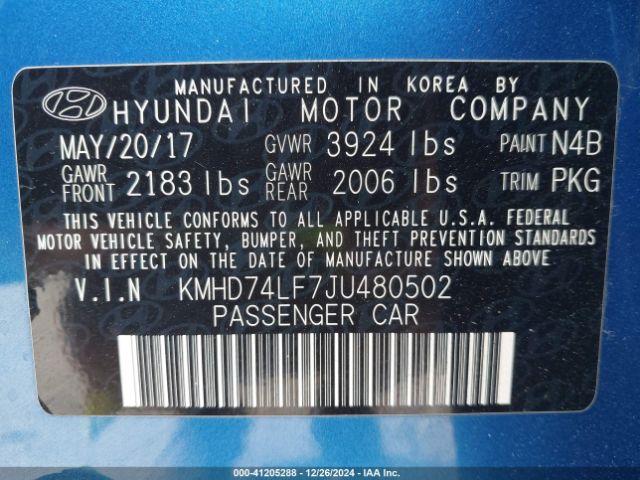 MANUFACTURED IN KOREA BY
HYUNDAI MOTOR COMPANY
MAY/20/17 GVWR 3924 lbs PAINT N4B
GAWR FRONT 2183 lbs GAWR REAR 2006 lbs TRIM PKG
THIS VEHICLE CONFORMS TO ALL APPLICABLE U.S.A. FEDERAL
MOTOR VEHICLE SAFETY, BUMPER, AND THEFT PREVENTION STANDARDS
IN EFFECT ON THE DATE OF MANUFACTURE SHOWN ABOVE.
V.I.N KMHD74LF7JU480502
PASSENGER CAR
000-41205288 - 12/26/2024 - IAA Inc.